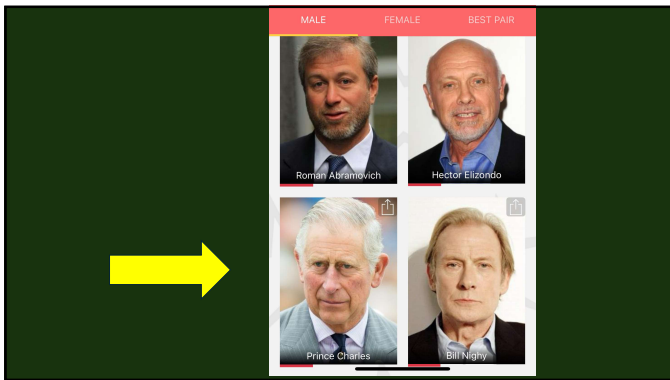 MALE FEMALE BEST PAIR
Roman Abramovich Hector Elizondo
Prince Charles Bill Nighy